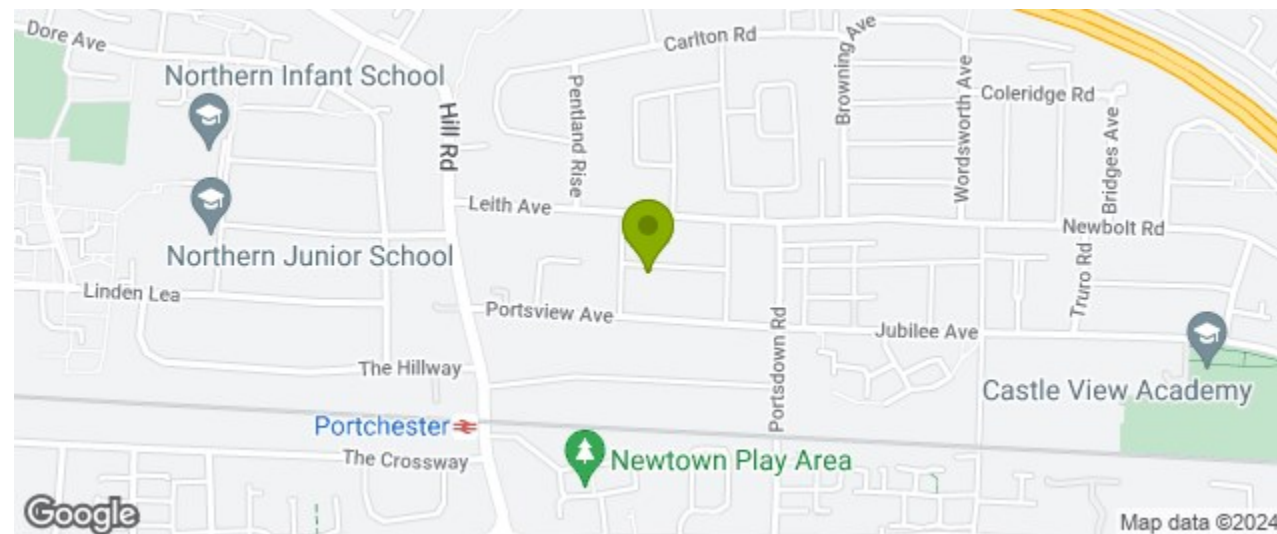 Dore Ave
Carlton Rd
Browning Ave
Northern Infant School
Hill Rd
Pentland Rise
Wordsworth Ave
Coleridge Rd
Bridges Ave
Leith Ave
Newbolt Rd
Northern Junior School
Linden Lea
Portsview Ave
Portsdown Rd
Jubilee Ave
Truro Rd
The Hillway
Castle View Academy
Portchester
The Crossway
Newtown Play Area
Google
Map data ©2024